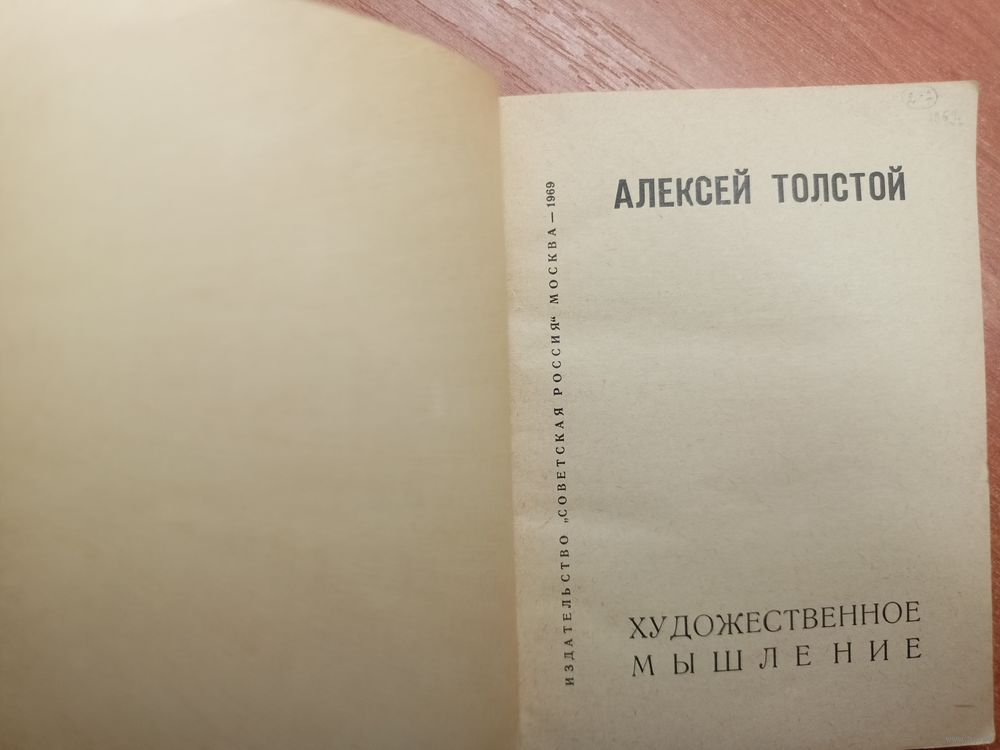 АЛЕКСЕЙ ТОЛСТОЙ
ИЗДАТЕЛЬСТВО „СОВЕТСКАЯ РОССИЯ“ МОСКВА — 1969
ХУДОЖЕСТВЕННОЕ
МЫШЛЕНИЕ